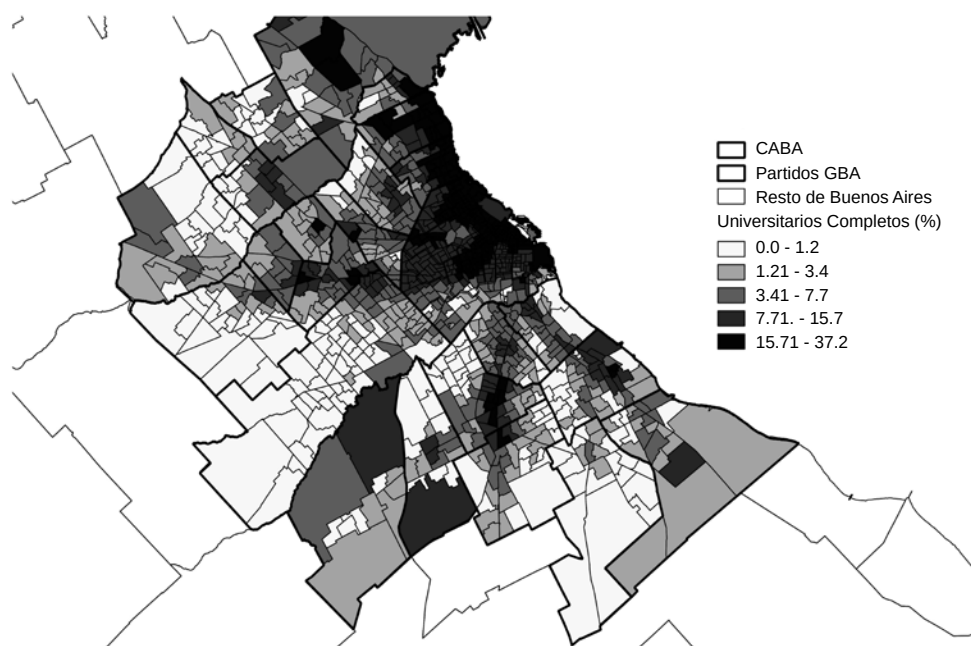 CABA
Partidos GBA
Resto de Buenos Aires
Universitarios Completos (%)
0.0 - 1.2
1.21 - 3.4
3.41 - 7.7
7.71. - 15.7
15.71 - 37.2